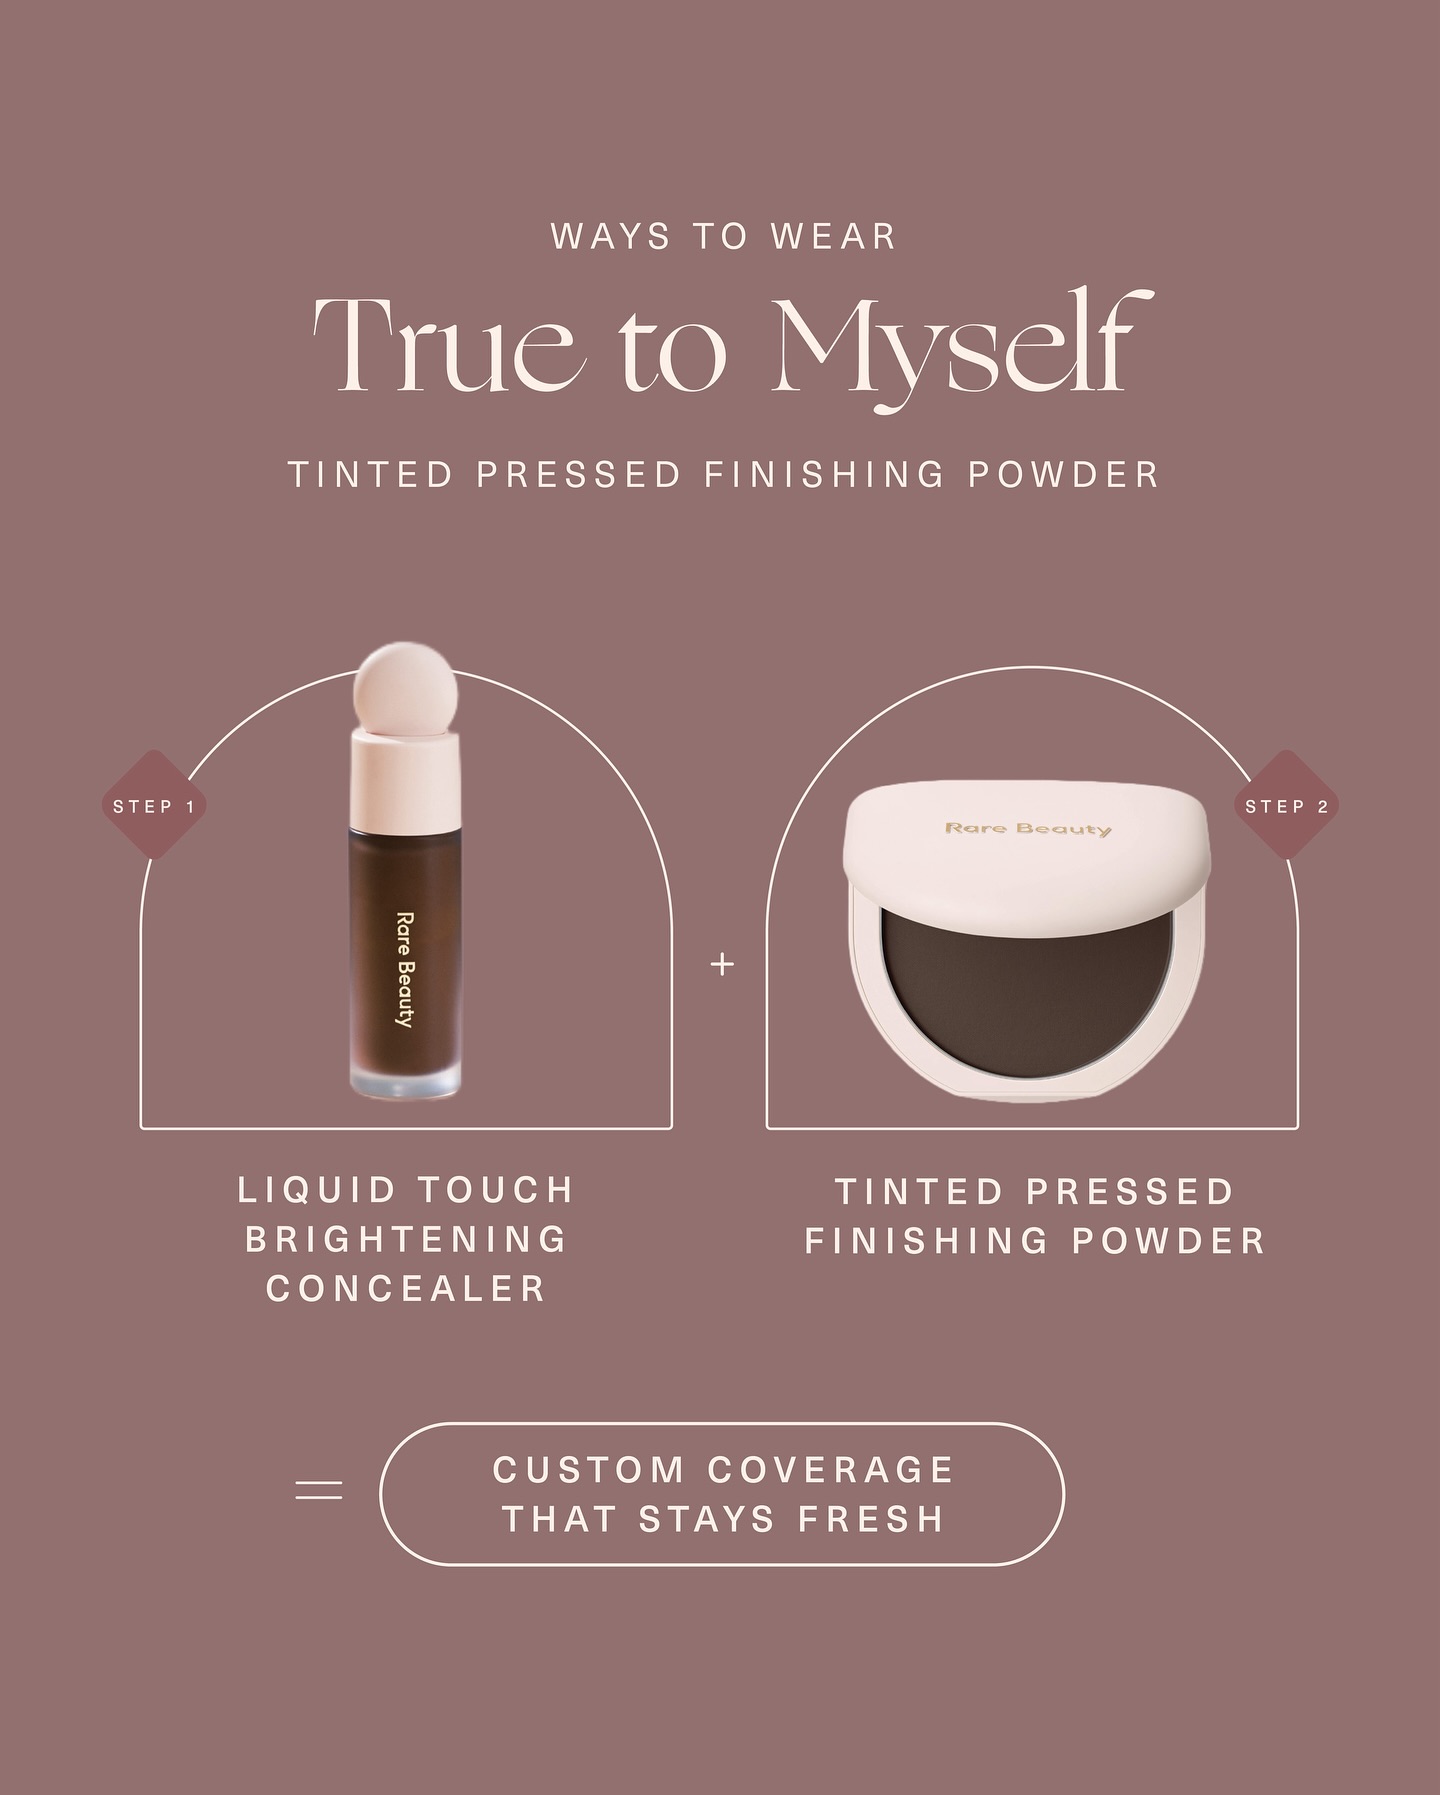 WAYS TO WEAR
True to Myself
TINTED PRESSED FINISHING POWDER
STEP 1
Rare Beauty
+
STEP 2
Rare Beauty
LIQUID TOUCH
BRIGHTENING
CONCEALER
TINTED PRESSED
FINISHING POWDER
=
CUSTOM COVERAGE
THAT STAYS FRESH